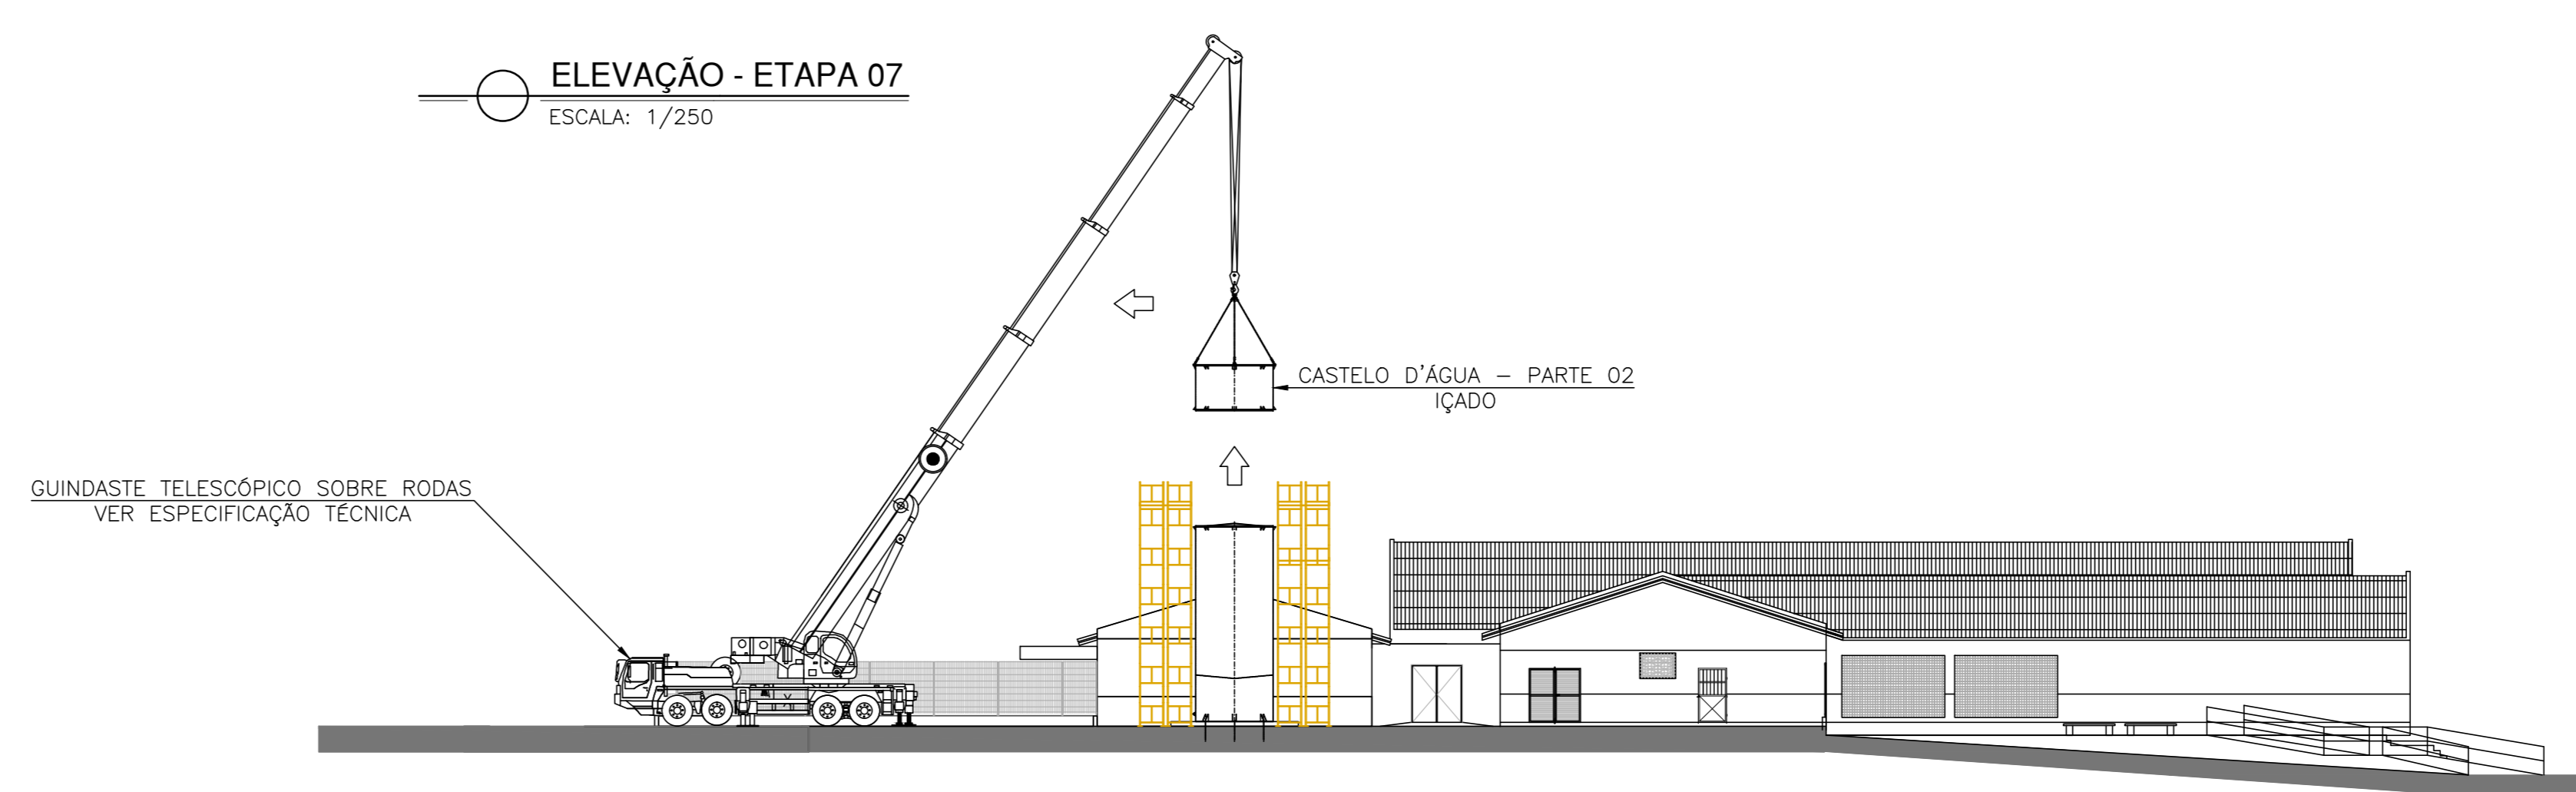 ELEVAÇÃO - ETAPA 07
ESCALA: 1/250
CASTELO D'ÁGUA – PARTE 02
IÇADO
GUINDASTE TELESCÓPICO SOBRE RODAS
VER ESPECIFICAÇÃO TÉCNICA